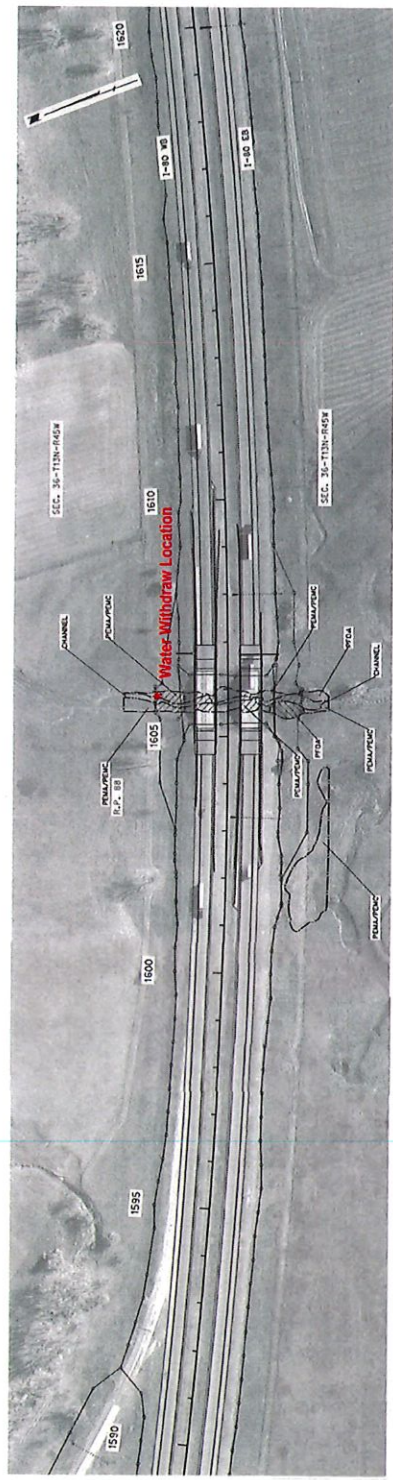 1590
1595
1600
1605
1610
1615
1620
I-80 WB
I-80 EB
SEC. 36-T13N-R45W
SEC. 36-T13N-R45W
CHANNEL
PEMA/PEMC
Water Withdraw Location
PEMA/PEMC
R.P. 88
PEMA/PEMC
PEMA/PEMC
PFOA
CHANNEL
PEMA/PEMC
PFOA
PEMA/PEMC
PEMA/PEMC